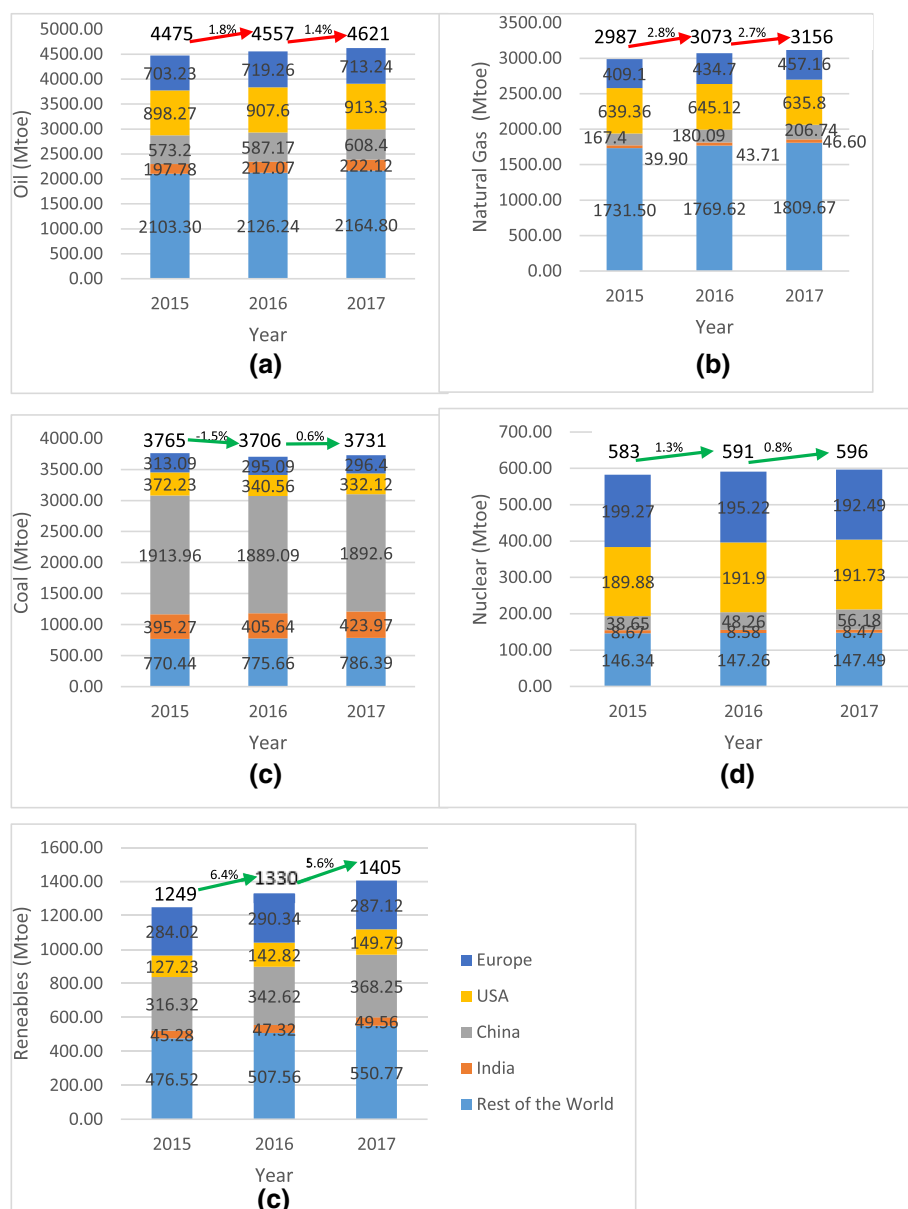 5000.00
4500.00
4000.00
3500.00
3000.00
2500.00
2000.00
1500.00
1000.00
500.00
0.00
Oil (Mtoe)
4475 1.8% 4557 1.4% 4621
703.23 719.26 713.24
898.27 907.6 913.3
573.2 587.17 608.4
197.78 217.07 222.12
2103.30 2126.24 2164.80
2015 2016 2017
Year
(a)
3500.00
3000.00
2500.00
2000.00
1500.00
1000.00
500.00
0.00
Natural Gas (Mtoe)
2987 2.8% 3073 2.7% 3156
409.1 434.7 457.16
639.36 645.12 635.8
167.4 180.09 206.74
39.90 43.71 46.60
1731.50 1769.62 1809.67
2015 2016 2017
Year
(b)
4000.00
3500.00
3000.00
2500.00
2000.00
1500.00
1000.00
500.00
0.00
Coal (Mtoe)
3765 -1.5% 3706 0.6% 3731
313.09 295.09 296.4
372.23 340.56 332.12
1913.96 1889.09 1892.6
395.27 405.64 423.97
770.44 775.66 786.39
2015 2016 2017
Year
(c)
700.00
600.00
500.00
400.00
300.00
200.00
100.00
0.00
Nuclear (Mtoe)
583 1.3% 591 0.8% 596
199.27 195.22 192.49
189.88 191.9 191.73
38.65 48.26 56.18
8.67 8.58 8.47
146.34 147.26 147.49
2015 2016 2017
Year
(d)
1600.00
1400.00
1200.00
1000.00
800.00
600.00
400.00
200.00
0.00
Reneables (Mtoe)
1249 6.4% 1330 5.6% 1405
284.02 290.34 287.12
127.23 142.82 149.79
316.32 342.62 368.25
45.28 47.32 49.56
476.52 507.56 550.77
2015 2016 2017
Year
(c)
Europe
USA
China
India
Rest of the World